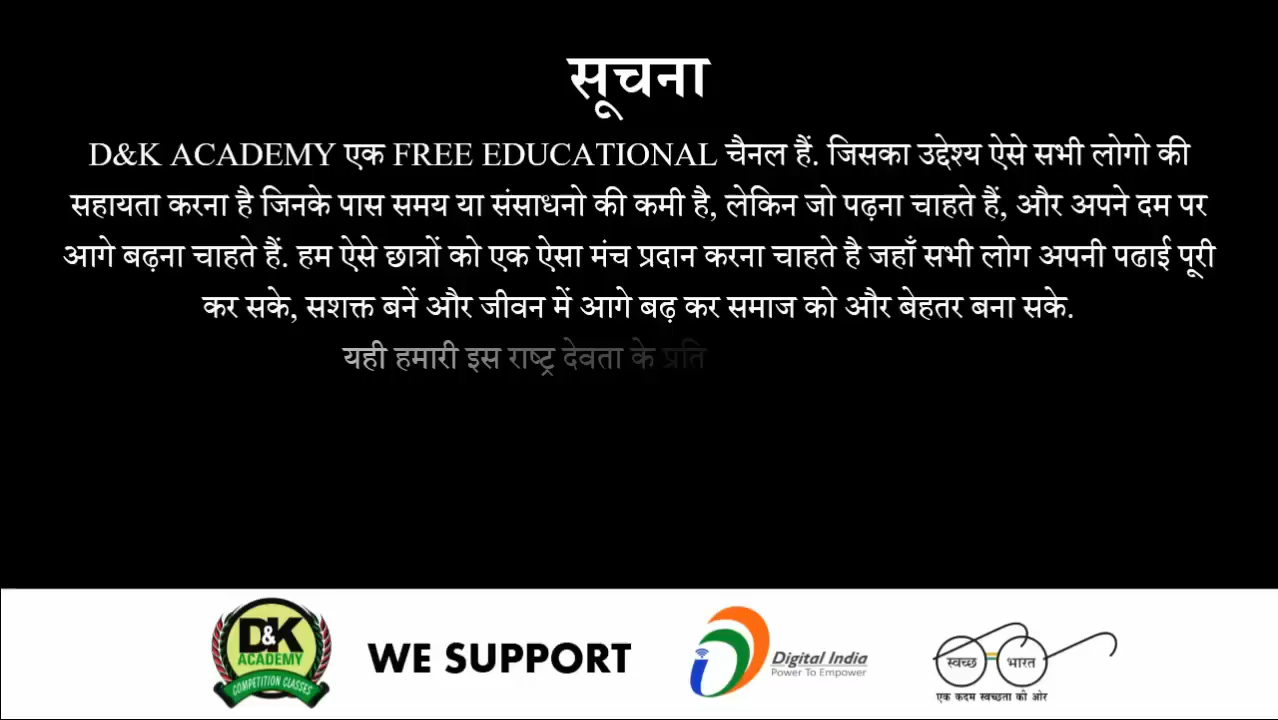 सूचना
D&K ACADEMY एक FREE EDUCATIONAL चैनल हैं. जिसका उद्देश्य ऐसे सभी लोगो की
सहायता करना है जिनके पास समय या संसाधनो की कमी है, लेकिन जो पढ़ना चाहते हैं, और अपने दम पर
आगे बढ़ना चाहते हैं. हम ऐसे छात्रों को एक ऐसा मंच प्रदान करना चाहते है जहाँ सभी लोग अपनी पढाई पूरी
कर सके, सशक्त बनें और जीवन में आगे बढ़ कर समाज को और बेहतर बना सके.
यही हमारी इस राष्ट्र देवता के प्रति
D&K
ACADEMY
COMPETITION CLASSES
WE SUPPORT
Digital India
Power To Empower
स्वच्छ भारत
एक कदम स्वच्छता की ओर